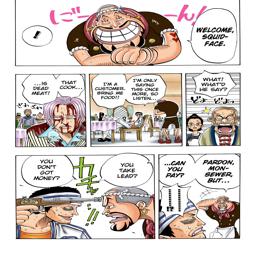 WELCOME,
SQUID-
FACE.
!
WHAT!
WHAT'D
HE SAY?
I'M ONLY
SAYING THIS
ONCE MORE,
SO LISTEN...
I'M A
CUSTOMER.
BRING ME
FOOD!!
THAT
COOK...
...IS
DEAD
MEAT!
PARDON,
MON-
SEWER,
BUT...
...CAN
YOU
PAY?
!!
YOU
TAKE
LEAD?
YOU
DON'T
GOT
MONEY?